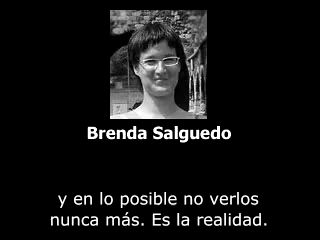 Brenda Salguedo
y en lo posible no verlos
nunca más. Es la realidad.